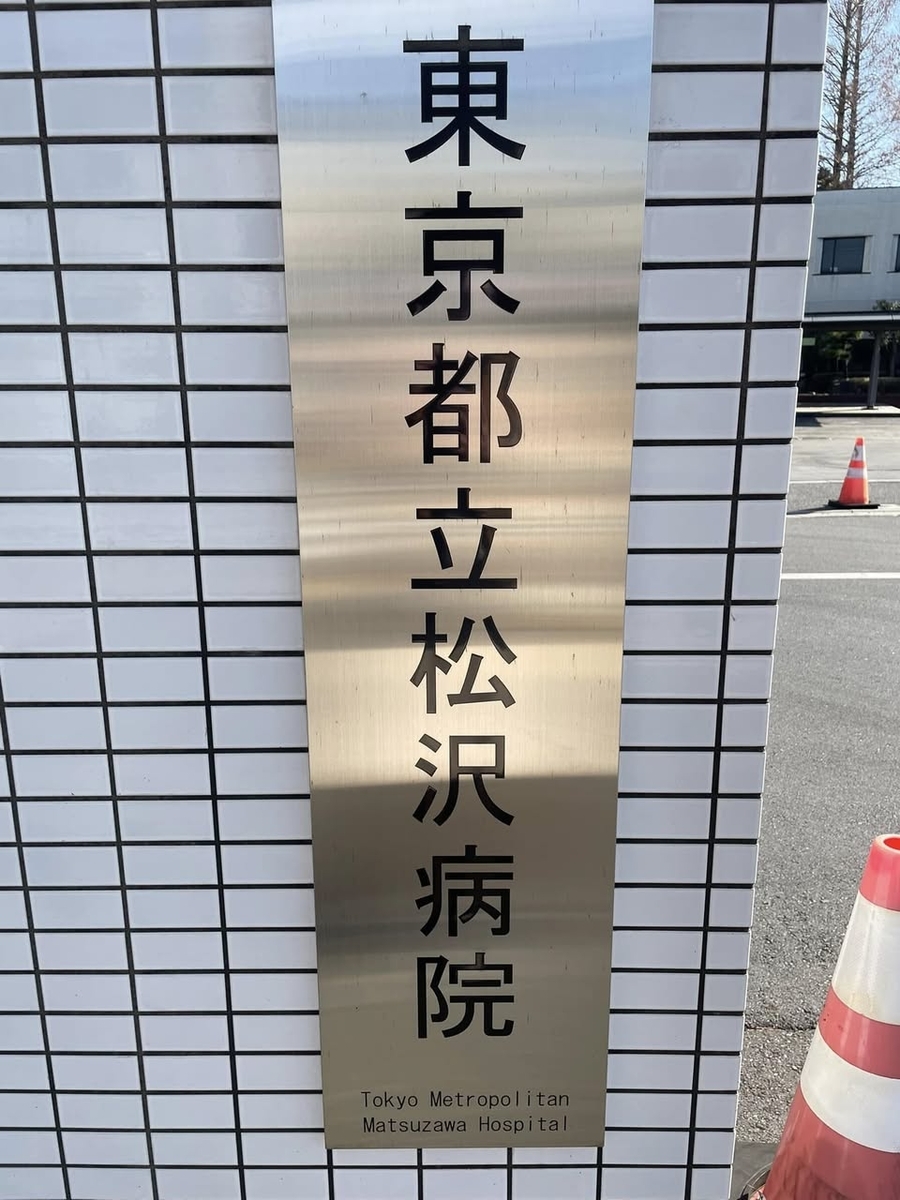 東京都立松沢病院
Tokyo Metropolitan
Matsuzawa Hospital